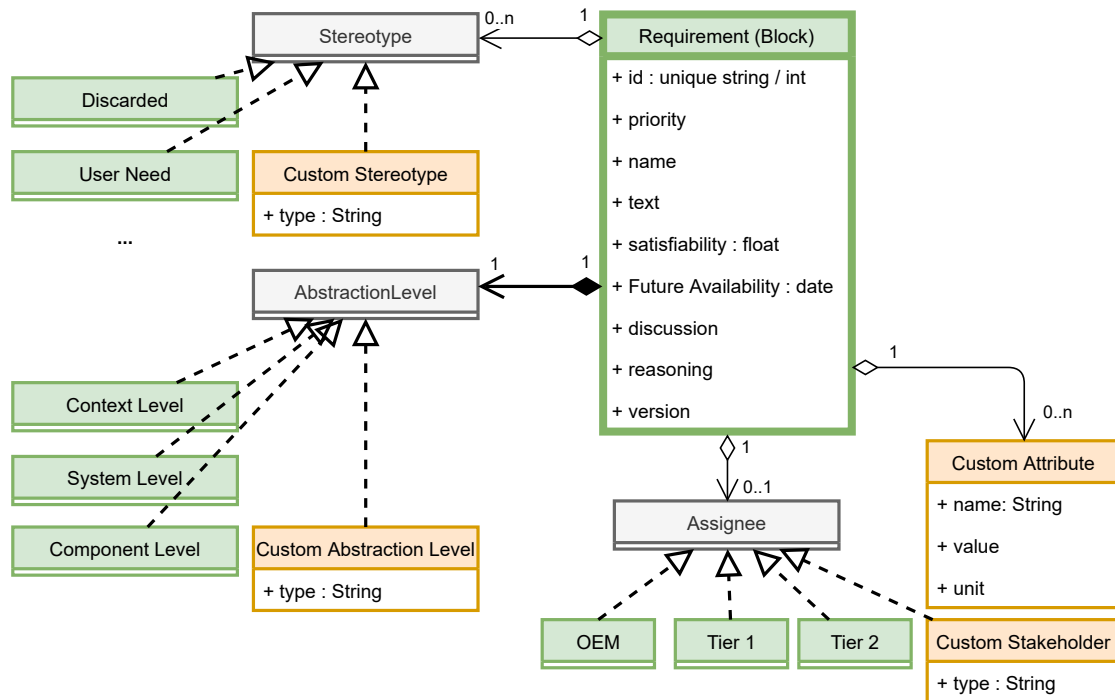 Stereotype
0..n
1
Requirement (Block)
+ id : unique string / int
+ priority
+ name
+ text
+ satisfiability : float
+ Future Availability : date
+ discussion
+ reasoning
+ version
Discarded
User Need
...
Custom Stereotype
+ type : String
AbstractionLevel
1
1
Context Level
System Level
Component Level
Custom Abstraction Level
+ type : String
1
0..n
Custom Attribute
+ name: String
+ value
+ unit
1
0..1
Assignee
OEM
Tier 1
Tier 2
Custom Stakeholder
+ type : String